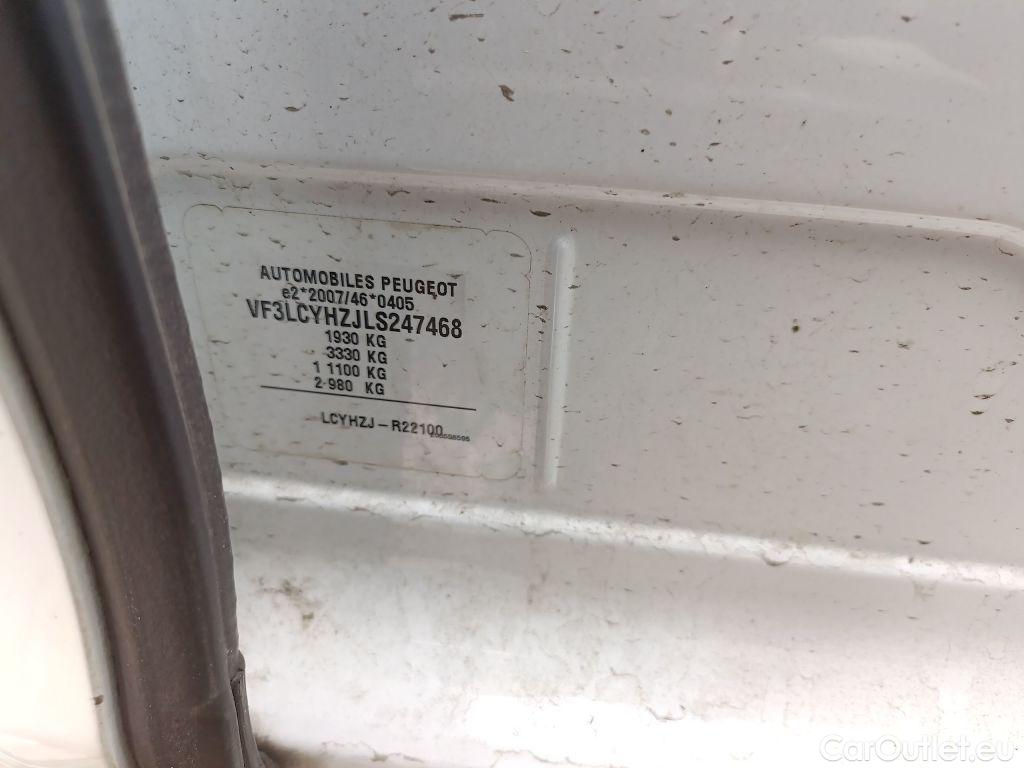 AUTOMOBILES PEUGEOT
e2*2007/46*0405
VF3LCYHZJLS247468
1930 KG
3330 KG
1 1100 KG
2-980 KG
LCYHZJ-R22100
CarOutlet.eu